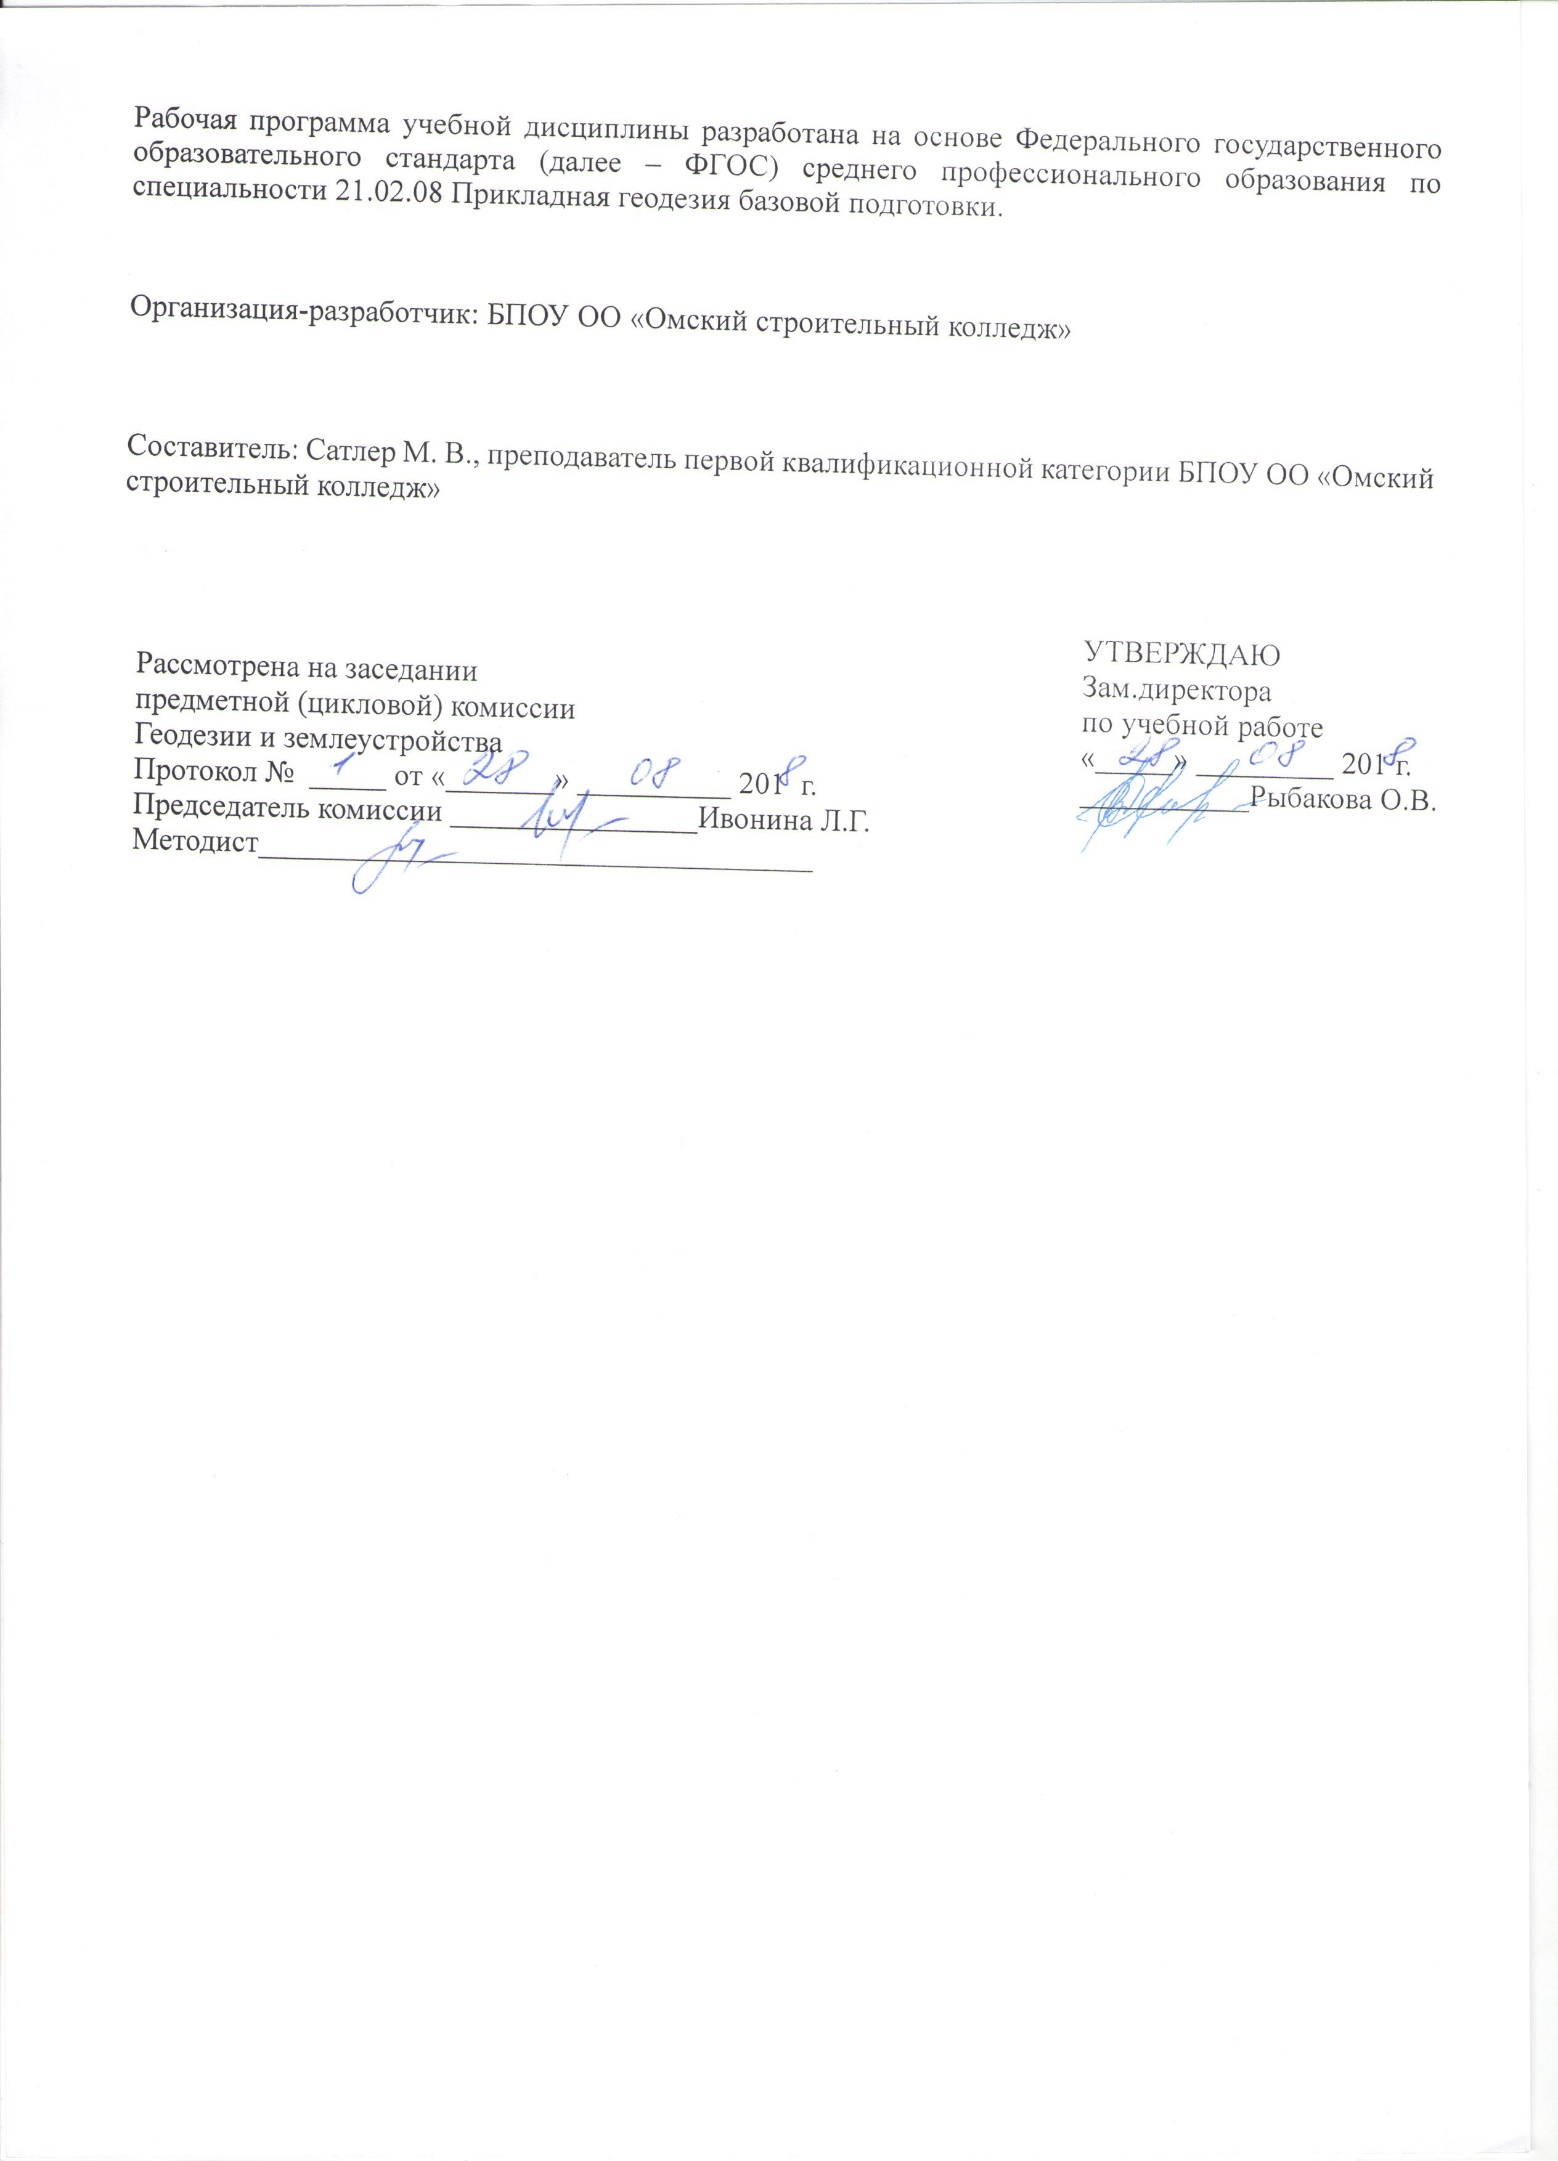 Рабочая программа учебной дисциплины разработана на основе Федерального государственного
образовательного стандарта (далее – ФГОС) среднего профессионального образования по
специальности 21.02.08 Прикладная геодезия базовой подготовки.
Организация-разработчик: БПОУ ОО «Омский строительный колледж»
Составитель: Сатлер М. В., преподаватель первой квалификационной категории БПОУ ОО «Омский
строительный колледж»
Рассмотрена на заседании
предметной (цикловой) комиссии
Геодезии и землеустройства
Протокол № 1 от «28» 08 2018 г.
Председатель комиссии Ивонина Л.Г.
Методист
УТВЕРЖДАЮ
Зам.директора
по учебной работе
«28» 08 2018 г.
Рыбакова О.В.